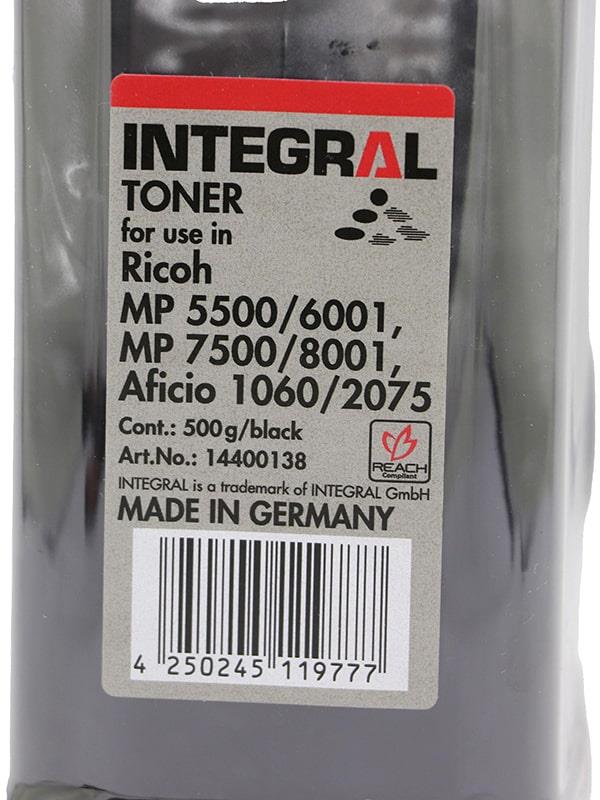 INTEGRAL
TONER
for use in
Ricoh
MP 5500/6001,
MP 7500/8001,
Aficio 1060/2075
Cont.: 500g/black
Art.No.: 14400138
REACH
Compliant
INTEGRAL is a trademark of INTEGRAL GmbH
MADE IN GERMANY
4 250245 119777